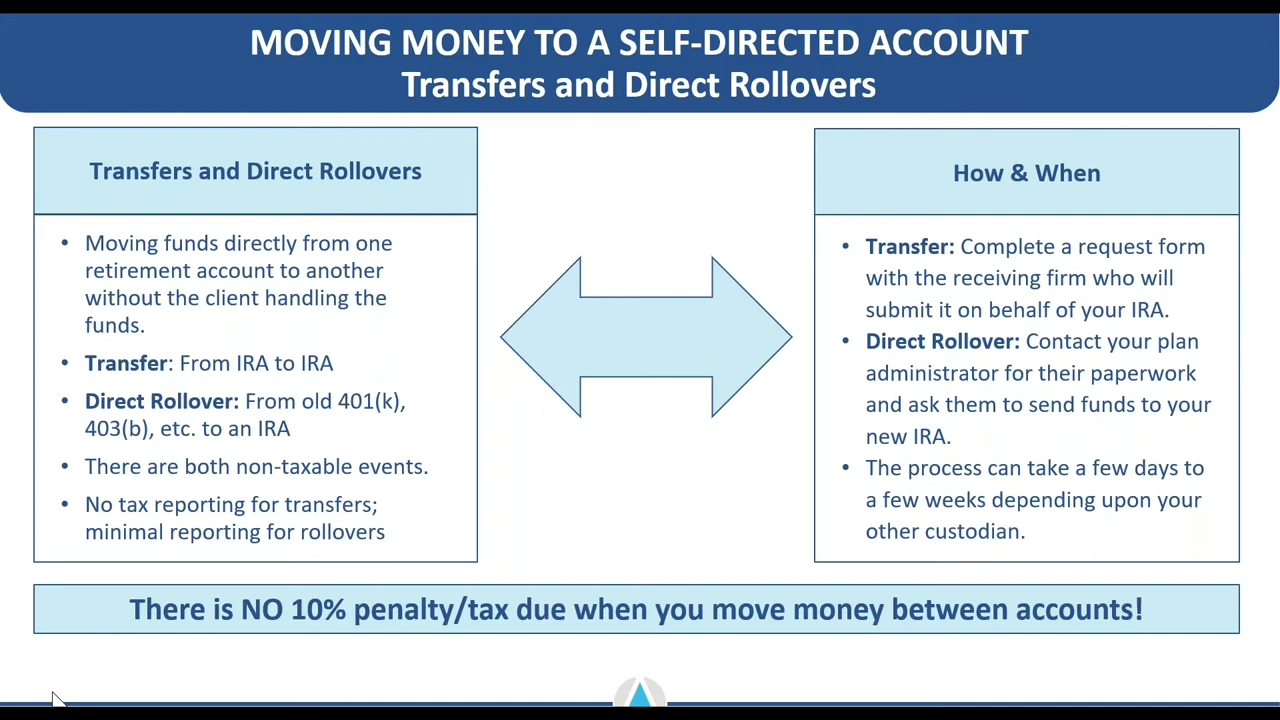 MOVING MONEY TO A SELF-DIRECTED ACCOUNT
Transfers and Direct Rollovers
Transfers and Direct Rollovers
• Moving funds directly from one
retirement account to another
without the client handling the
funds.
• Transfer: From IRA to IRA
• Direct Rollover: From old 401(k),
403(b), etc. to an IRA
• There are both non-taxable events.
• No tax reporting for transfers;
minimal reporting for rollovers
How & When
• Transfer: Complete a request form
with the receiving firm who will
submit it on behalf of your IRA.
• Direct Rollover: Contact your plan
administrator for their paperwork
and ask them to send funds to your
new IRA.
• The process can take a few days to
a few weeks depending upon your
other custodian.
There is NO 10% penalty/tax due when you move money between accounts!